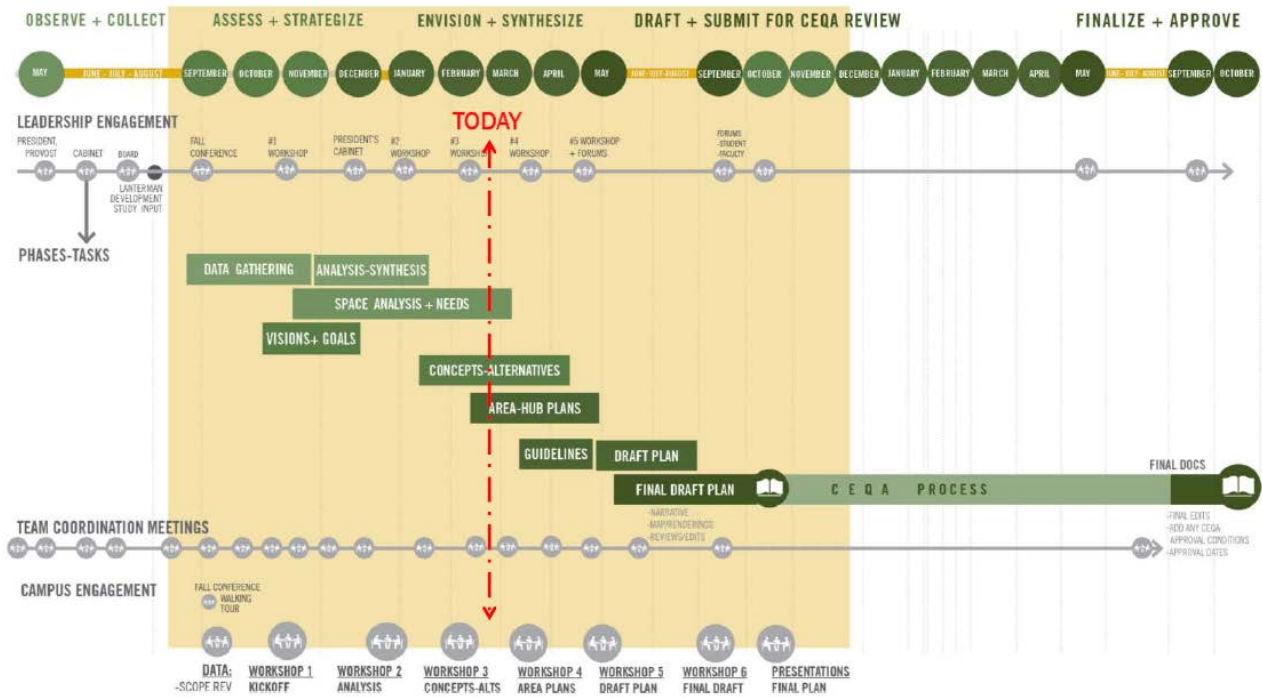 OBSERVE + COLLECT ASSESS + STRATEGIZE ENVISION + SYNTHESIZE DRAFT + SUBMIT FOR CEQA REVIEW FINALIZE + APPROVE
MAY JUNE - JULY - AUGUST SEPTEMBER OCTOBER NOVEMBER DECEMBER JANUARY FEBRUARY MARCH APRIL MAY JUNE-JULY-AUGUST SEPTEMBER OCTOBER NOVEMBER DECEMBER JANUARY FEBRUARY MARCH APRIL MAY JUNE-JULY-AUGUST SEPTEMBER OCTOBER
LEADERSHIP ENGAGEMENT
TODAY
PRESIDENT,
PROVOST
CABINET
BOARD
LANTERMAN
DEVELOPMENT
STUDY INPUT
FALL
CONFERENCE
#1
WORKSHOP
PRESIDENT'S
CABINET
#2
WORKSHOP
#3
#4
WORKSHOP
#5 WORKSHOP
+ FORUMS
FORUMS
-STUDENT
-FACULTY
PHASES-TASKS
DATA GATHERING ANALYSIS-SYNTHESIS
SPACE ANALYSIS + NEEDS
VISIONS+ GOALS
CONCEPTS-ALTERNATIVES
AREA-HUB PLANS
GUIDELINES DRAFT PLAN
FINAL DRAFT PLAN CEQA PROCESS
FINAL DOCS
-NARRATIVE
-MAP/RENDERINGS
-REVIEWS/EDITS
-FINAL EDITS
-ADD ANY CEQA
APPROVAL CONDITIONS
-APPROVAL DATES
TEAM COORDINATION MEETINGS
CAMPUS ENGAGEMENT
FALL CONFERENCE
WALKING
TOUR
DATA: WORKSHOP 1 WORKSHOP 2 WORKSHOP 3 WORKSHOP 4 WORKSHOP 5 WORKSHOP 6 PRESENTATIONS
-SCOPE REV KICKOFF ANALYSIS CONCEPTS-ALTS AREA PLANS DRAFT PLAN FINAL DRAFT FINAL PLAN